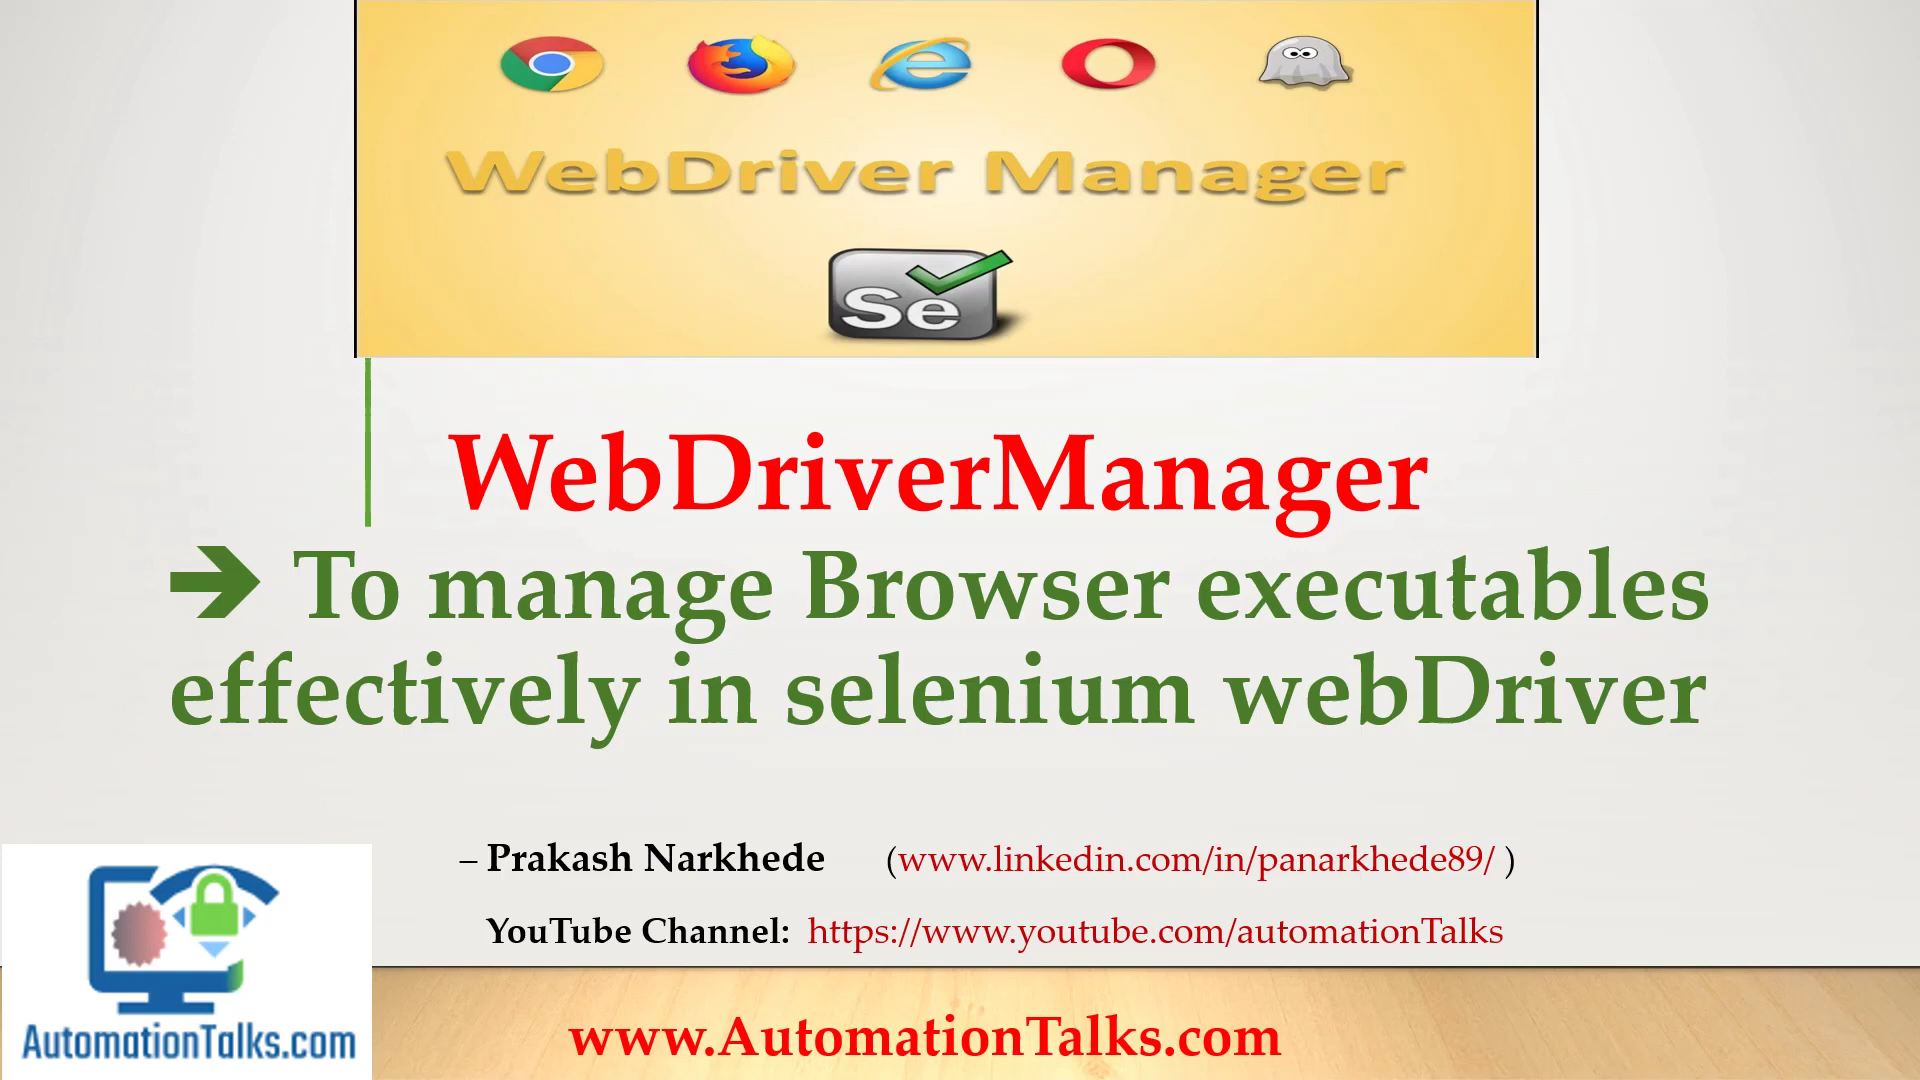 WebDriver Manager
Se
WebDriverManager
➔ To manage Browser executables
effectively in selenium webDriver
– Prakash Narkhede (www.linkedin.com/in/panarkhede89/ )
YouTube Channel: https://www.youtube.com/automationTalks
AutomationTalks.com
www.AutomationTalks.com